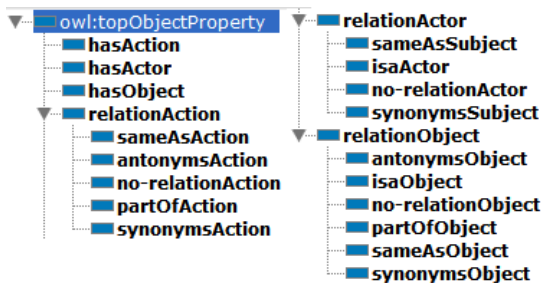 owl:topObjectProperty
hasAction
hasActor
hasObject
relationAction
sameAsAction
antonymsAction
no-relationAction
partOfAction
synonymsAction
relationActor
sameAsSubject
isaActor
no-relationActor
synonymsSubject
relationObject
antonymsObject
isaObject
no-relationObject
partOfObject
sameAsObject
synonymsObject